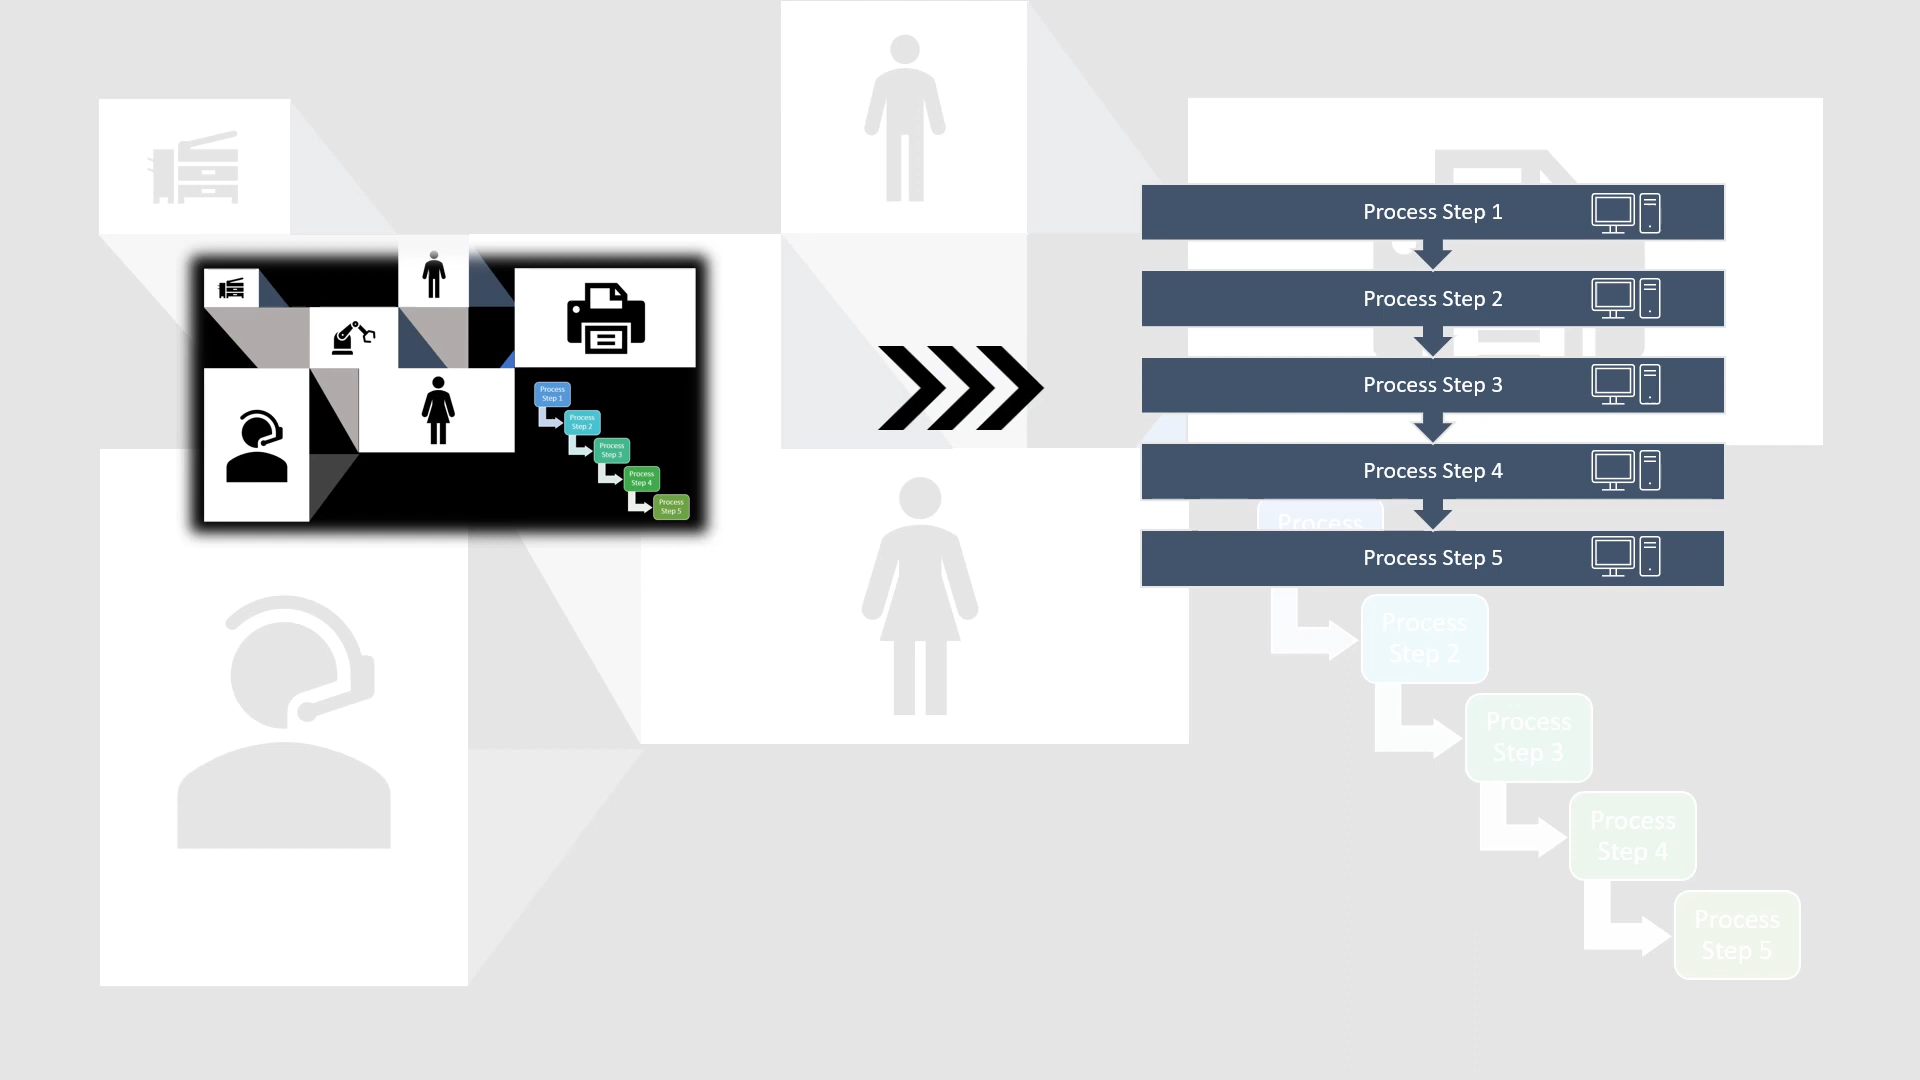 Process
Step 1
Process
Step 2
Process
Step 3
Process
Step 4
Process
Step 5
Process Step 1
Process Step 2
Process Step 3
Process Step 4
Process Step 5
Process
Process
Step 2
Process
Step 3
Process
Step 4
Process
Step 5